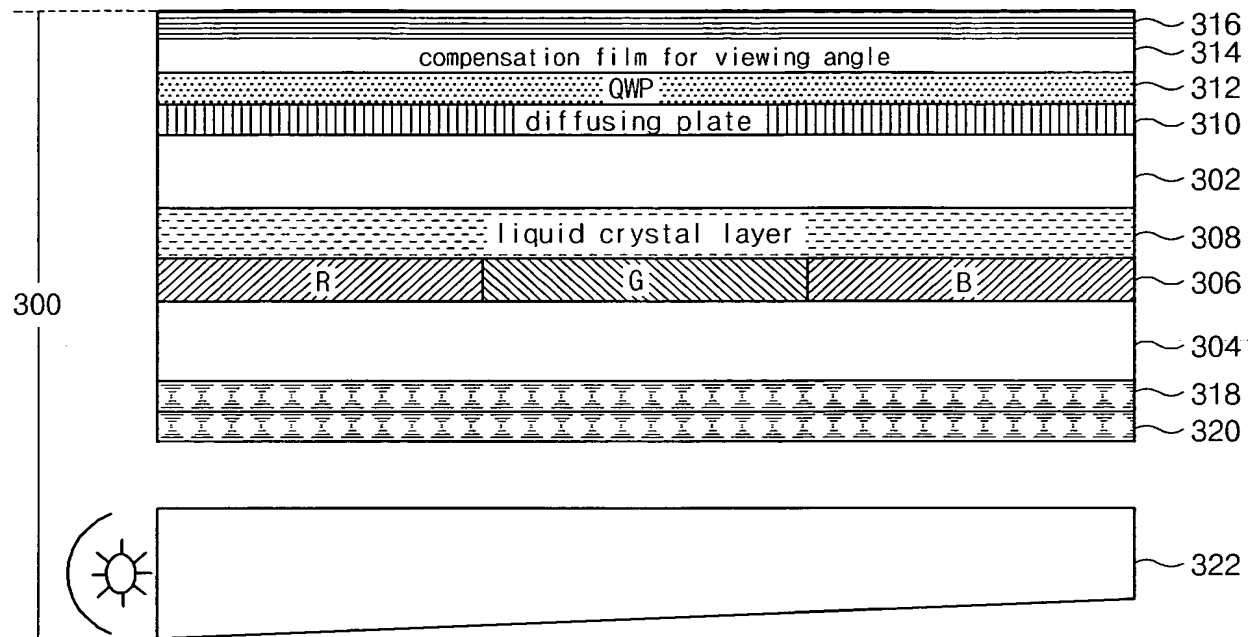 316
compensation film for viewing angle
314
QWP
312
diffusing plate
310
302
liquid crystal layer
308
R G B
306
300
304
318
320
322